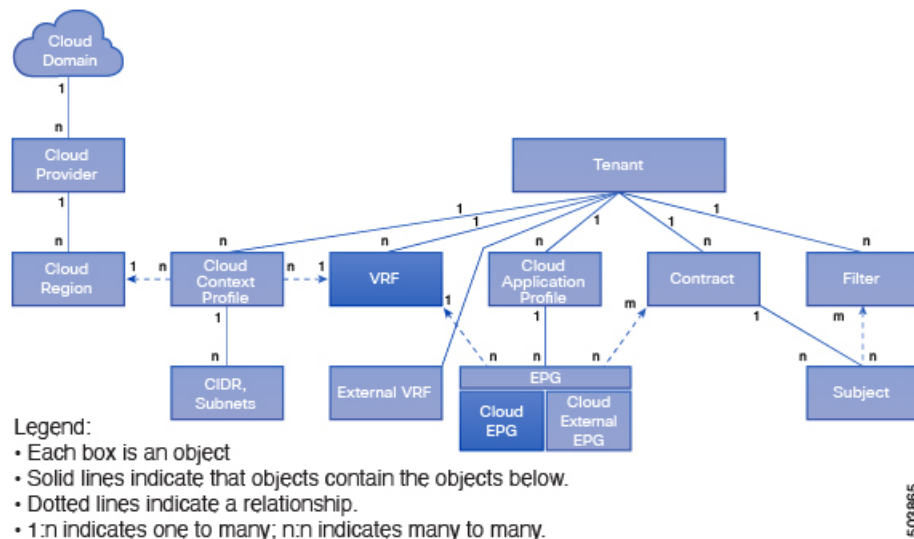 Cloud
Domain
1
n
Cloud
Provider
Tenant
1
1
1
1
1
1
n
n
n
n
n
n
Cloud
Region
1
n
Cloud
Context
Profile
n
1
VRF
Cloud
Application
Profile
Contract
Filter
1
1
1
m
1
m
n
n
n
n
n
n
CIDR,
Subnets
External VRF
EPG
Cloud
EPG
Cloud
External
EPG
Subject
Legend:
• Each box is an object
• Solid lines indicate that objects contain the objects below.
• Dotted lines indicate a relationship.
• 1:n indicates one to many; n:n indicates many to many.
503865